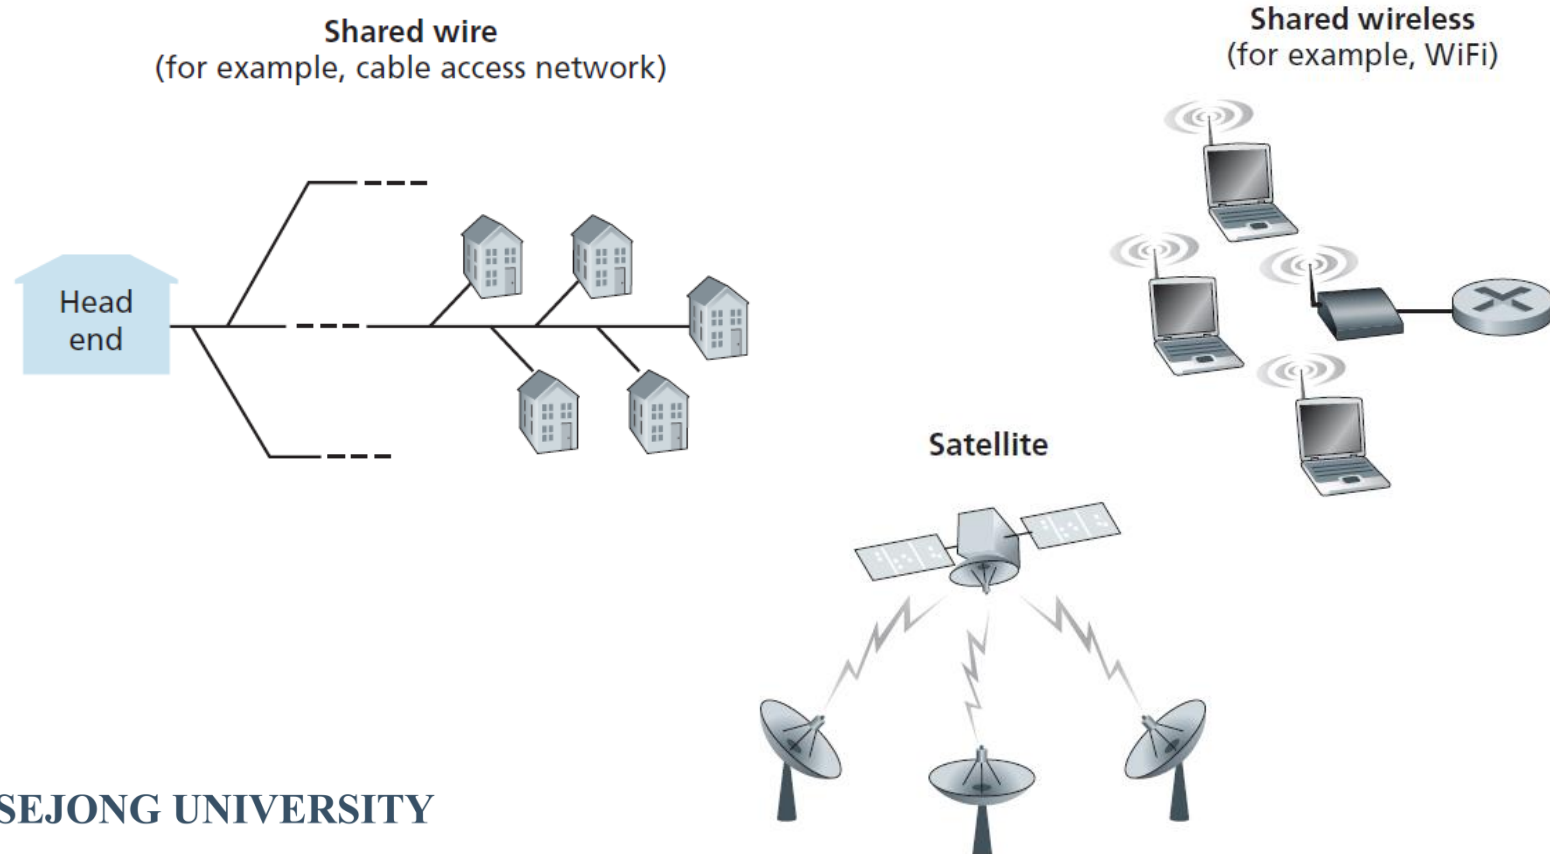 Shared wire
(for example, cable access network)
Shared wireless
(for example, WiFi)
Head
end
Satellite
SEJONG UNIVERSITY